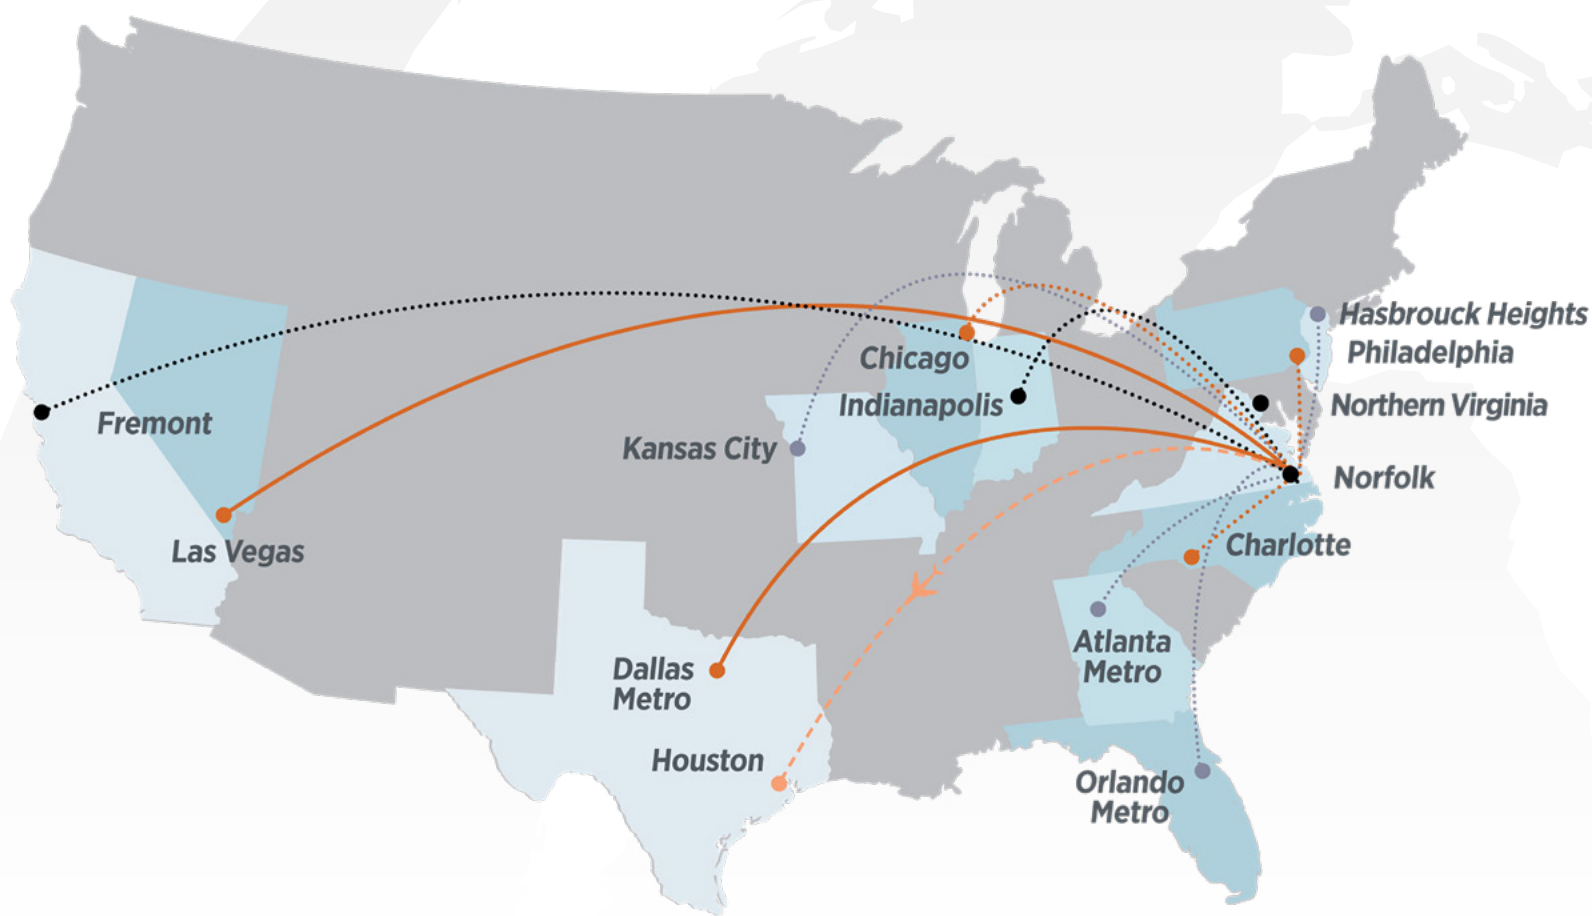 Hasbrouck Heights
Philadelphia
Chicago
Northern Virginia
Indianapolis
Fremont
Kansas City
Norfolk
Charlotte
Las Vegas
Atlanta
Metro
Dallas
Metro
Houston
Orlando
Metro